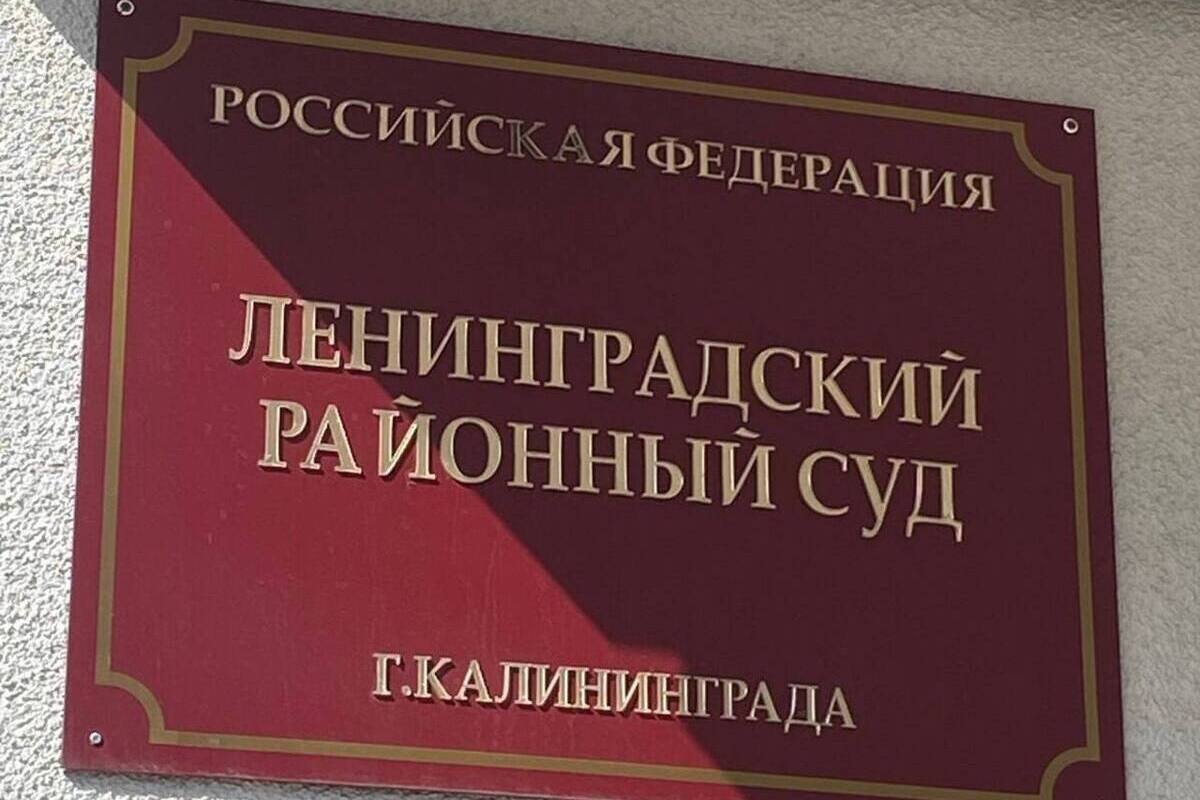 РОССИЙСКАЯ ФЕДЕРАЦИЯ
ЛЕНИНГРАДСКИЙ
РАЙОННЫЙ СУД
Г.КАЛИНИНГРАДА